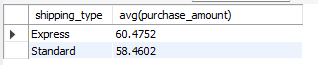 shipping_type avg(purchase_amount)
Express 60.4752
Standard 58.4602